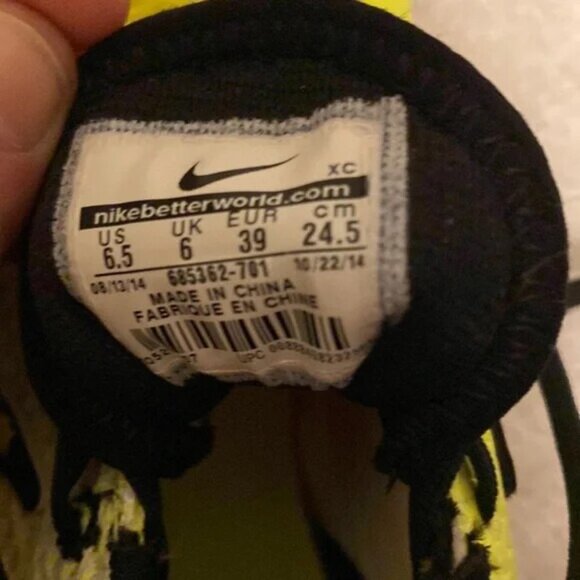 XC
nikebetterworld.com
US UK EUR cm
6.5 6 39 24.5
08/13/14 685362-701 10/22/14
MADE IN CHINA
FABRIQUE EN CHINE
UPC